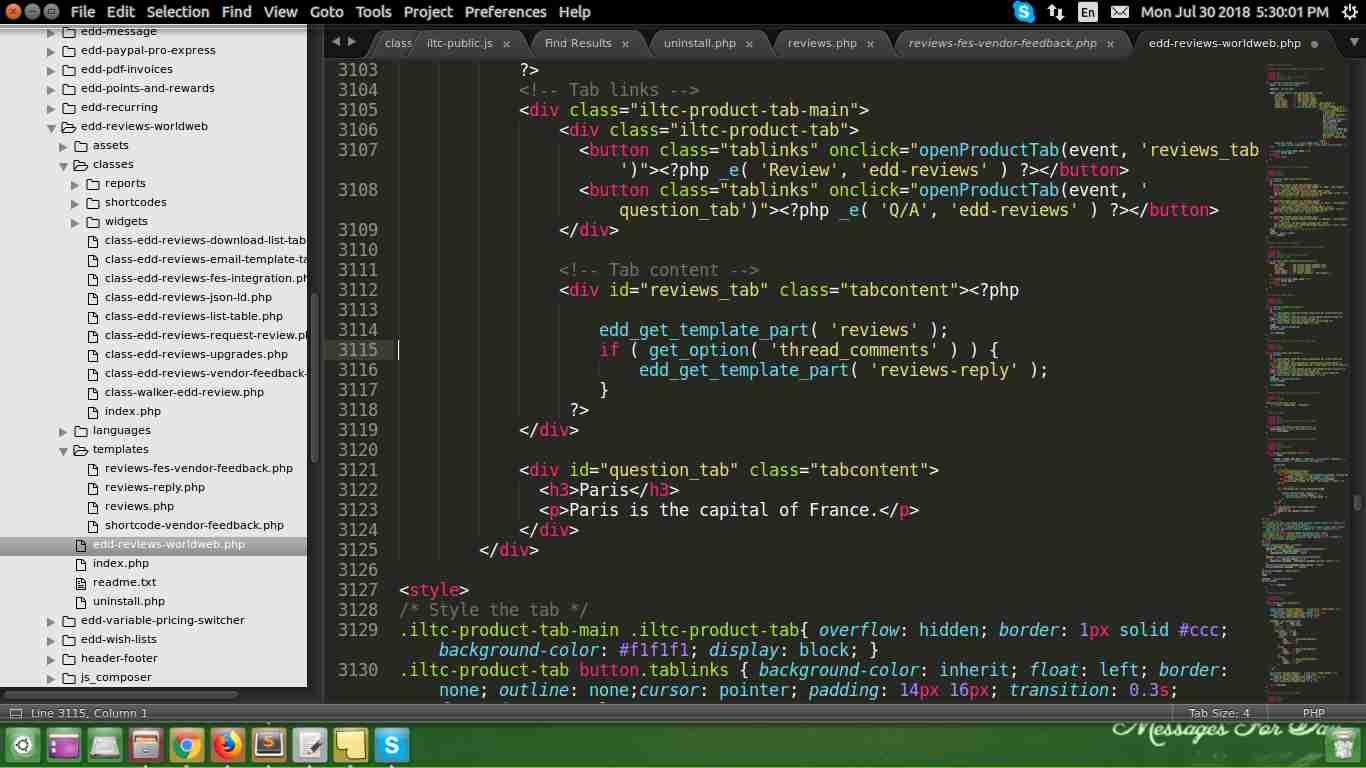 File Edit Selection Find View Goto Tools Project Preferences Help
En Mon Jul 30 2018 5:30:01 PM
edd-message
edd-paypal-pro-express
edd-pdf-invoices
edd-points-and-rewards
edd-recurring
edd-reviews-worldweb
assets
classes
reports
shortcodes
widgets
class-edd-reviews-download-list-tab
class-edd-reviews-email-template-ta
class-edd-reviews-fes-integration.ph
class-edd-reviews-json-ld.php
class-edd-reviews-list-table.php
class-edd-reviews-request-review.pl
class-edd-reviews-upgrades.php
class-edd-reviews-vendor-feedback-
class-walker-edd-review.php
index.php
languages
templates
reviews-fes-vendor-feedback.php
reviews-reply.php
reviews.php
shortcode-vendor-feedback.php
edd-reviews-worldweb.php
index.php
readme.txt
uninstall.php
edd-variable-pricing-switcher
edd-wish-lists
header-footer
js_composer
class iltc-public.js × Find Results × uninstall.php × reviews.php × reviews-fes-vendor-feedback.php × edd-reviews-worldweb.php
3103 ?>
3104 <!-- Tab links -->
3105 <div class="iltc-product-tab-main">
3106 <div class="iltc-product-tab">
3107 <button class="tablinks" onclick="openProductTab(event, 'reviews_tab
')"><?php _e( 'Review', 'edd-reviews' ) ?></button>
3108 <button class="tablinks" onclick="openProductTab(event, '
question_tab')"><?php _e( 'Q/A', 'edd-reviews' ) ?></button>
3109 </div>
3110
3111 <!-- Tab content -->
3112 <div id="reviews_tab" class="tabcontent"><?php
3113
3114 edd_get_template_part( 'reviews' );
3115 if ( get_option( 'thread_comments' ) ) {
3116 edd_get_template_part( 'reviews-reply' );
3117 }
3118 ?>
3119 </div>
3120
3121 <div id="question_tab" class="tabcontent">
3122 <h3>Paris</h3>
3123 <p>Paris is the capital of France.</p>
3124 </div>
3125 </div>
3126
3127 <style>
3128 /* Style the tab */
3129 .iltc-product-tab-main .iltc-product-tab{ overflow: hidden; border: 1px solid #ccc;
background-color: #f1f1f1; display: block; }
3130 .iltc-product-tab button.tablinks { background-color: inherit; float: left; border:
none; outline: none;cursor: pointer; padding: 14px 16px; transition: 0.3s;
Line 3115, Column 1 Tab Size: 4 PHP
Messages For Day